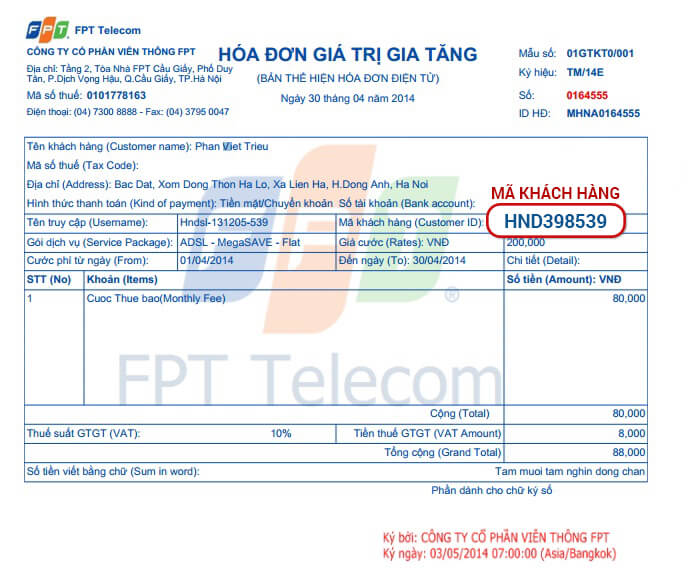 FPT FPT Telecom
CÔNG TY CỔ PHẦN VIỄN THÔNG FPT
Địa chỉ: Tầng 2, Tòa Nhà FPT Cầu Giấy, Phố Duy
Tân, P.Dịch Vọng Hậu, Q.Cầu Giấy, TP.Hà Nội
Mã số thuế: 0101778163
Điện thoại: (04) 7300 8888 - Fax: (04) 3795 0047
HÓA ĐƠN GIÁ TRỊ GIA TĂNG
(BẢN THỂ HIỆN HÓA ĐƠN ĐIỆN TỬ)
Ngày 30 tháng 04 năm 2014
Mẫu số: 01GTKT0/001
Ký hiệu: TM/14E
Số: 0164555
ID HĐ: MHNA0164555
Tên khách hàng (Customer name): Phan Viet Trieu
Mã số thuế (Tax Code):
Địa chỉ (Address): Bac Dat, Xom Dong Thon Ha Lo, Xa Lien Ha, H.Dong Anh, Ha Noi
MÃ KHÁCH HÀNG
Hình thức thanh toán (Kind of payment): Tiền mặt/Chuyển khoản Số tài khoản (Bank account):
Tên truy cập (Username): Hndsl-131205-539 Mã khách hàng (Customer ID): HND398539
Gói dịch vụ (Service Package): ADSL - MegaSAVE - Flat Giá cước (Rates): VNĐ 200,000
Cước phí từ ngày (From): 01/04/2014 Đến ngày (To): 30/04/2014 Chi tiết (Detail):
STT (No) Khoản (Items) Số tiền (Amount): VNĐ
1 Cuoc Thue bao(Monthly Fee) 80,000
FPT ®
FPT Telecom
Cộng (Total) 80,000
Thuế suất GTGT (VAT): 10% Tiền thuế GTGT (VAT Amount) 8,000
Tổng cộng (Grand Total) 88,000
Số tiền viết bằng chữ (Sum in word): Tam muoi tam nghin dong chan
Phần dành cho chữ ký số
Ký bởi: CÔNG TY CỔ PHẦN VIỄN THÔNG FPT
Ký ngày: 03/05/2014 07:00:00 (Asia/Bangkok)